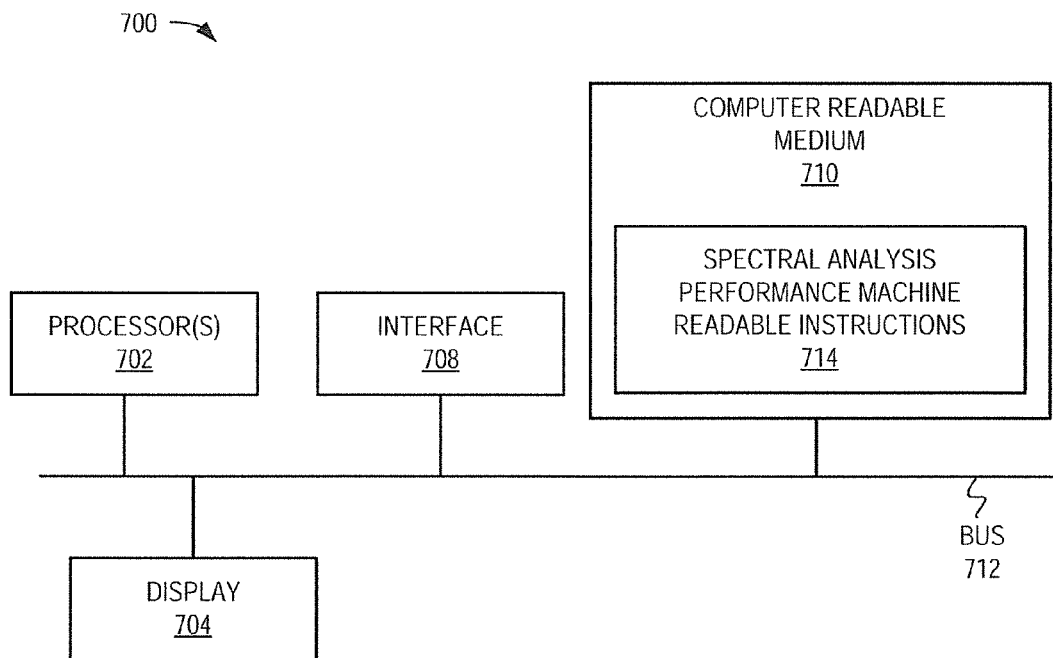 700
COMPUTER READABLE
MEDIUM
710
SPECTRAL ANALYSIS
PERFORMANCE MACHINE
READABLE INSTRUCTIONS
714
PROCESSOR(S)
702
INTERFACE
708
BUS
712
DISPLAY
704